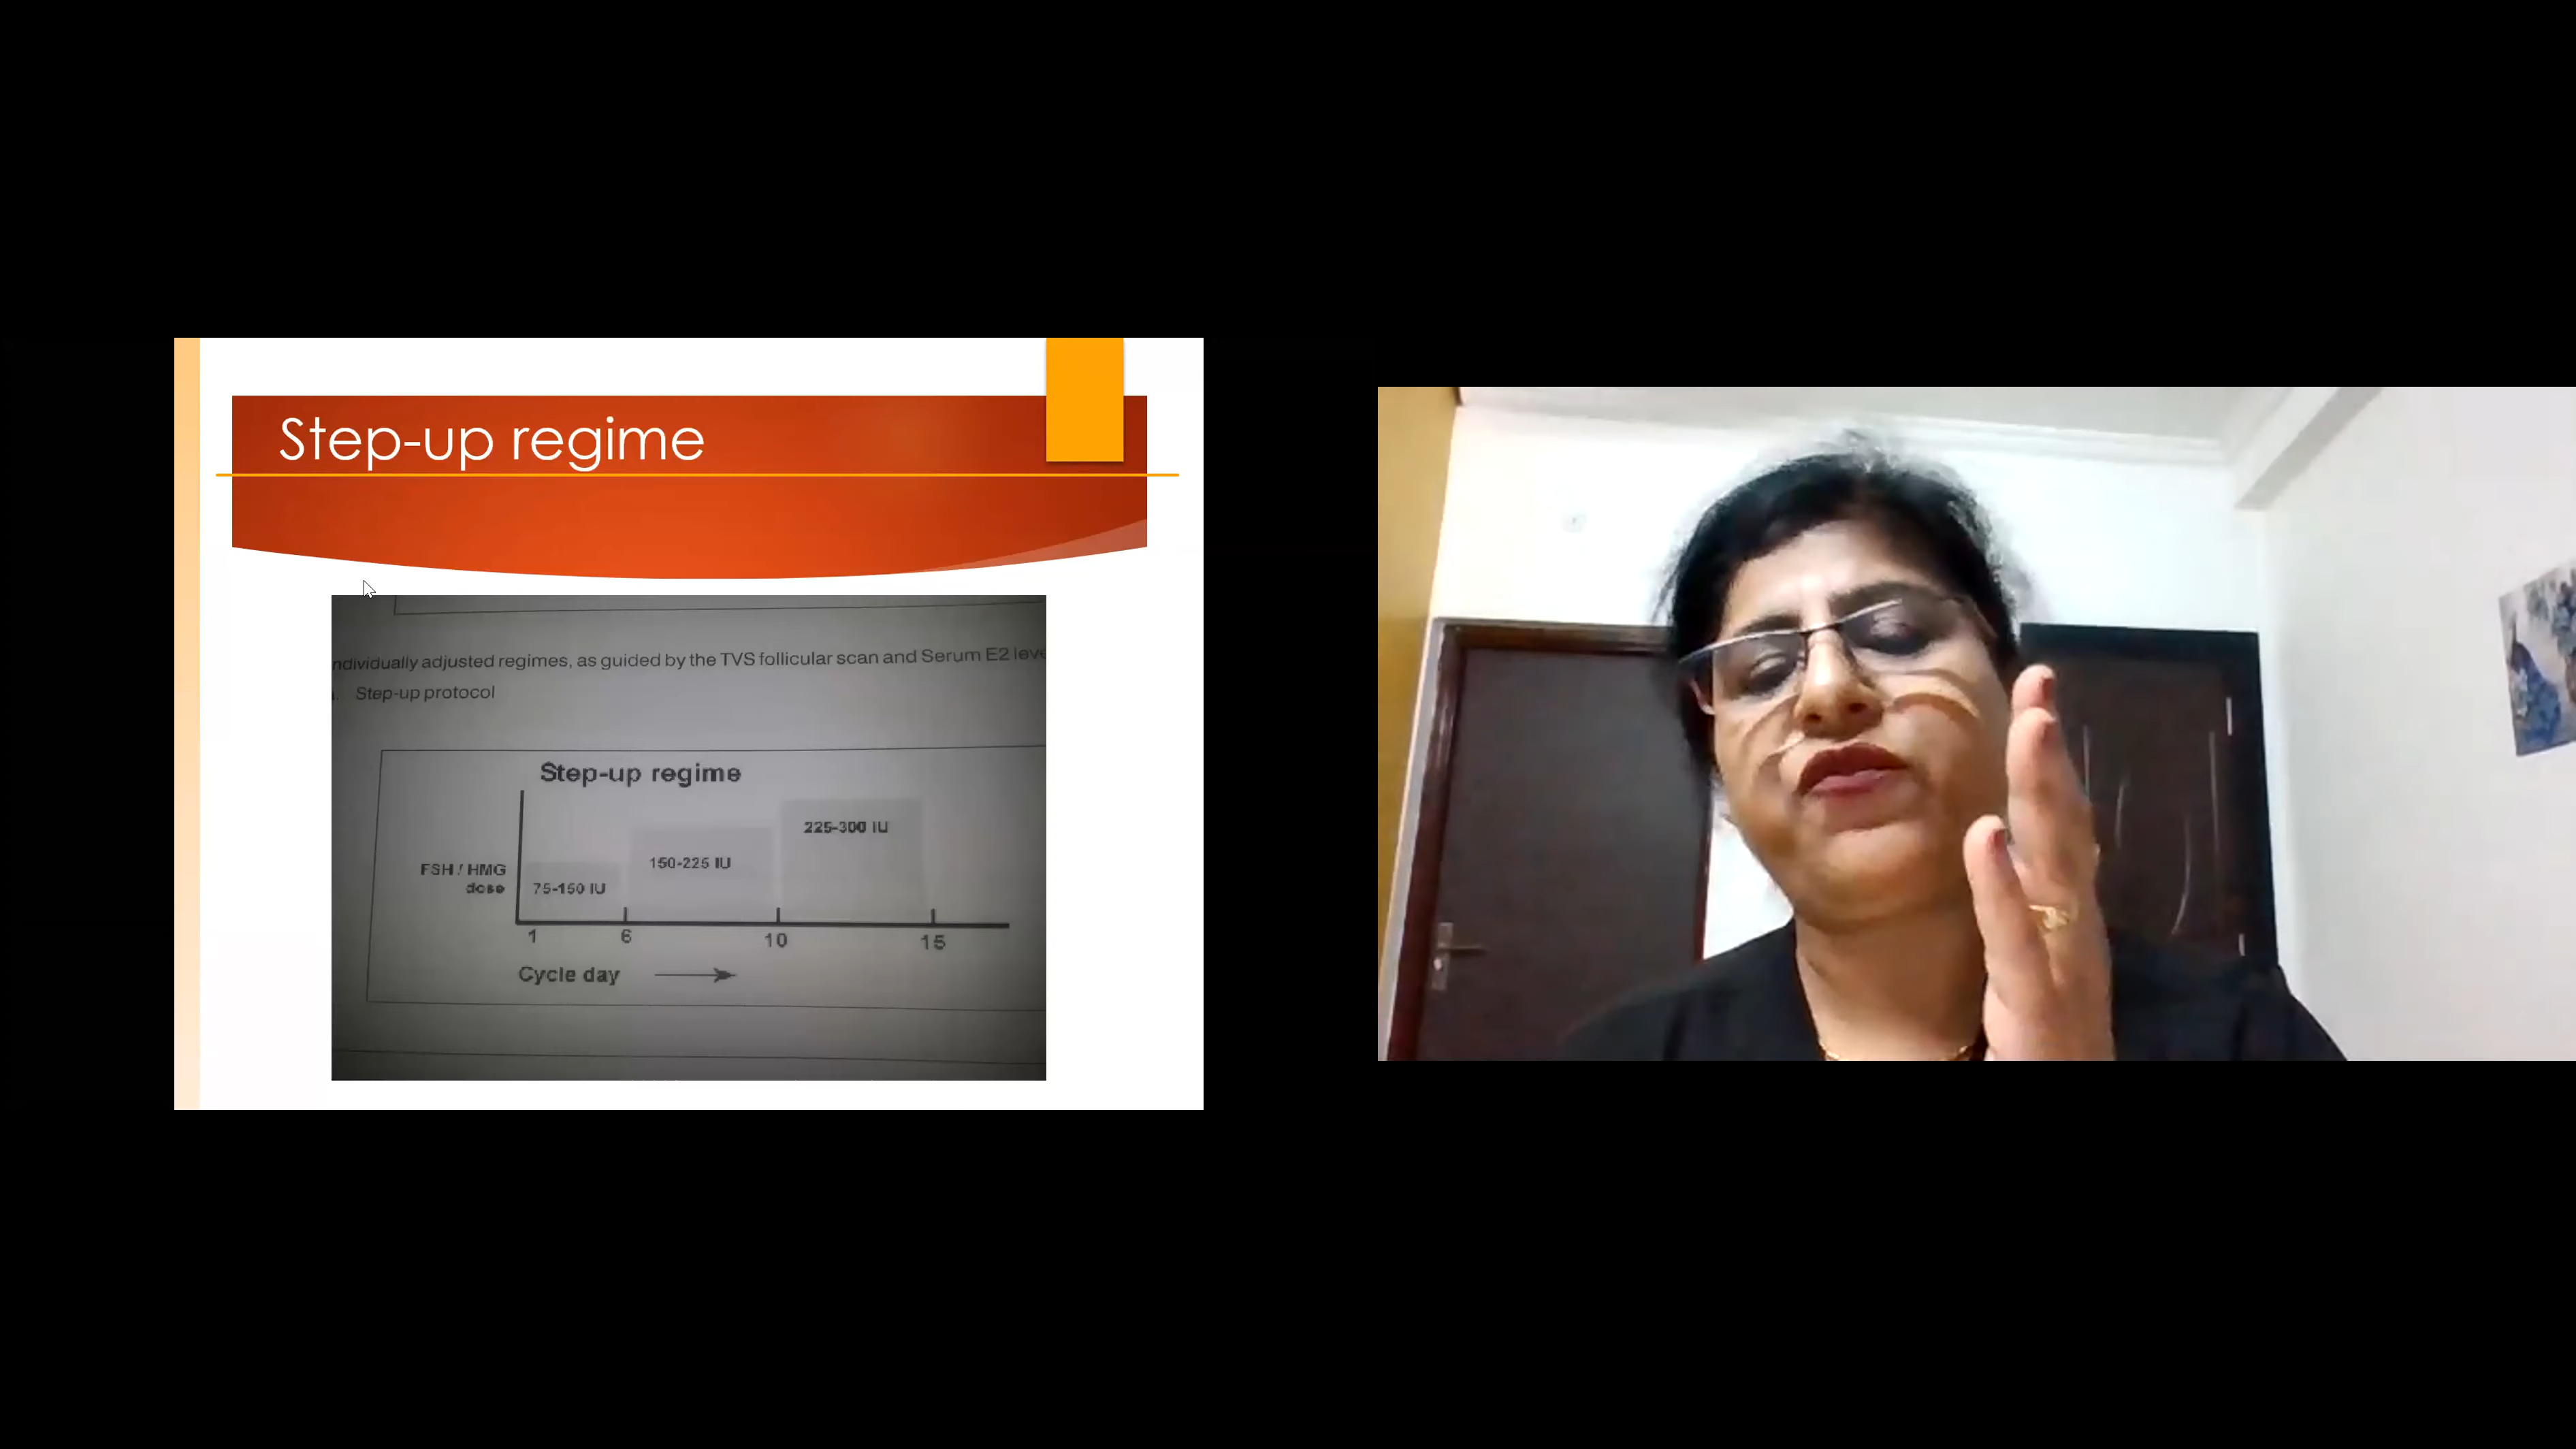 Step-up regime
ndividually adjusted regimes, as guided by the TVS follicular scan and Serum E2 leve
Step-up protocol
Step-up regime
225-300 IU
150-225 IU
FSH / HMG
dose
75-150 IU
1 6 10 15
Cycle day